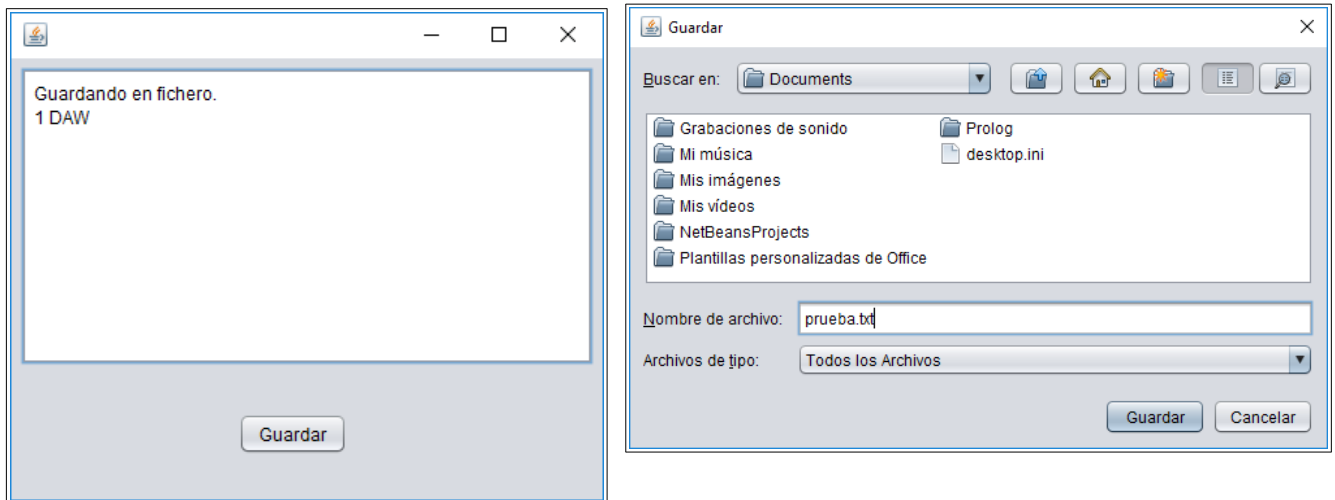 Guardando en fichero.
1 DAW
Guardar
Guardar
Buscar en: Documents
Grabaciones de sonido
Mi música
Mis imágenes
Mis vídeos
NetBeansProjects
Plantillas personalizadas de Office
Prolog
desktop.ini
Nombre de archivo: prueba.txt
Archivos de tipo: Todos los Archivos
Guardar Cancelar